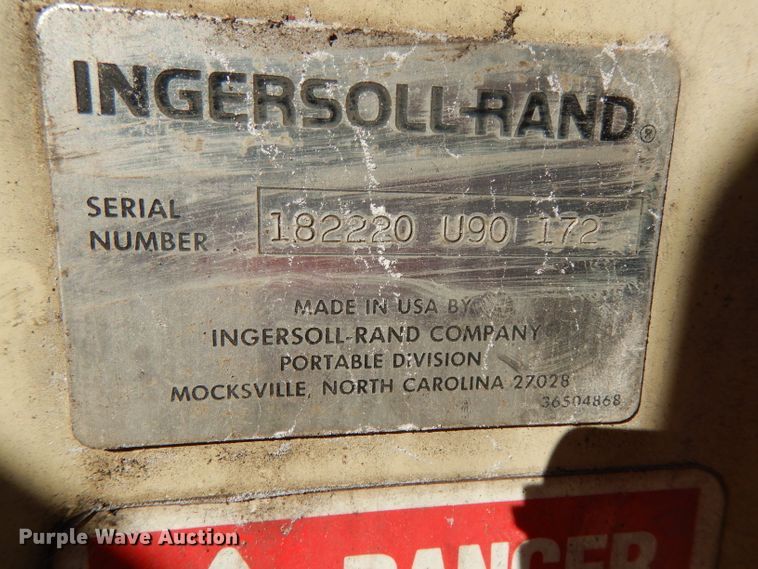 INGERSOLL-RAND®
SERIAL
NUMBER 182220 U90 172
MADE IN USA BY
INGERSOLL-RAND COMPANY
PORTABLE DIVISION
MOCKSVILLE, NORTH CAROLINA 27028
36504868
DANGER
Purple Wave Auction